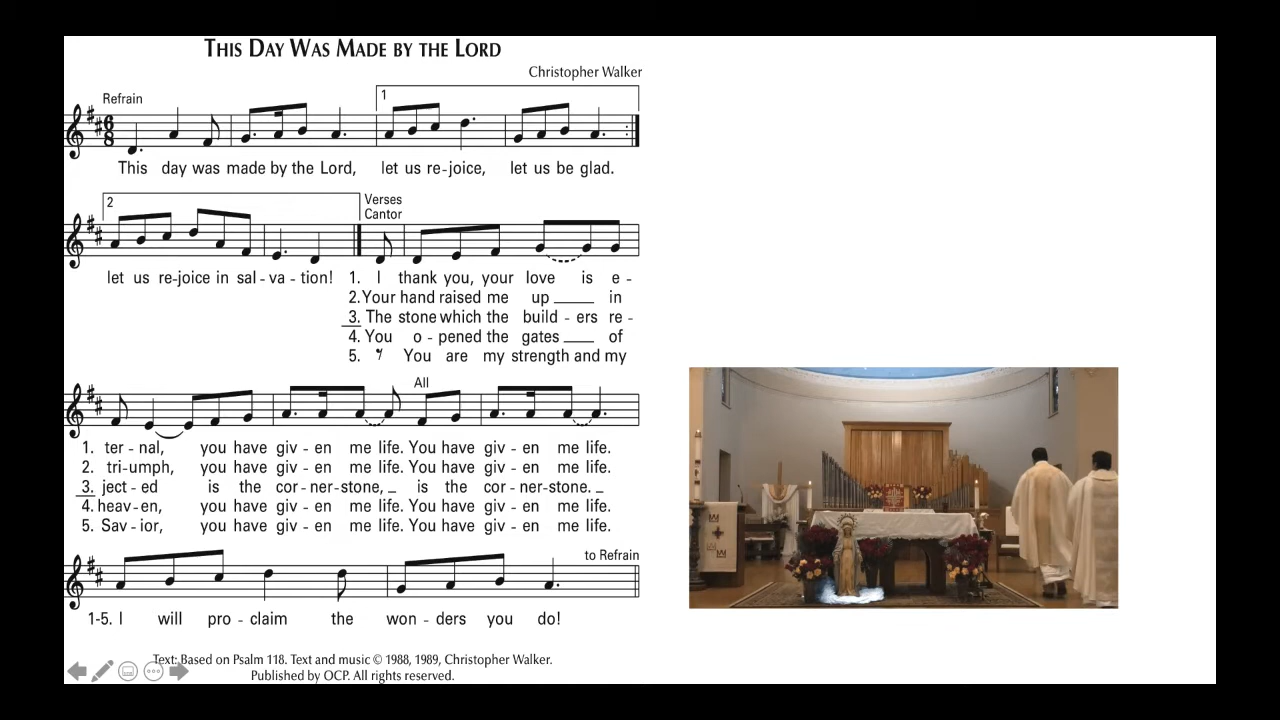 THIS DAY WAS MADE BY THE LORD
Christopher Walker
Refrain
1
This day was made by the Lord, let us re-joice, let us be glad.
2
Verses
Cantor
let us re-joice in sal-va-tion! 1. I thank you, your love is e-
2. Your hand raised me up ____ in
3. The stone which the build-ers re-
4. You o-pened the gates ____ of
5. You are my strength and my
All
1. ter-nal, you have giv-en me life. You have giv-en me life.
2. tri-umph, you have giv-en me life. You have giv-en me life.
3. ject-ed is the cor-ner-stone, _ is the cor-ner-stone. _
4. heav-en, you have giv-en me life. You have giv-en me life.
5. Sav-ior, you have giv-en me life. You have giv-en me life.
to Refrain
1-5. I will pro-claim the won-ders you do!
Text: Based on Psalm 118. Text and music © 1988, 1989, Christopher Walker.
Published by OCP. All rights reserved.